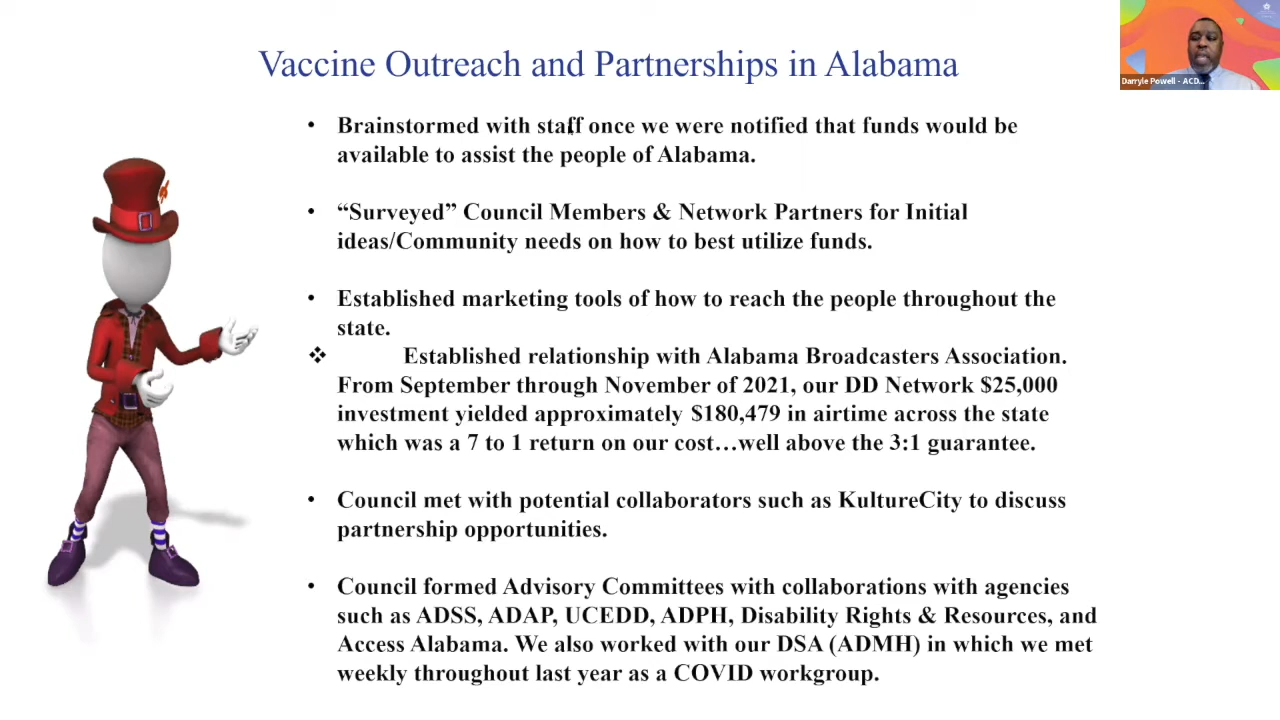 Vaccine Outreach and Partnerships in Alabama
Darryle Powell - ACD...
• Brainstormed with staff once we were notified that funds would be
available to assist the people of Alabama.
• “Surveyed” Council Members & Network Partners for Initial
ideas/Community needs on how to best utilize funds.
• Established marketing tools of how to reach the people throughout the
state.
❖ Established relationship with Alabama Broadcasters Association.
From September through November of 2021, our DD Network $25,000
investment yielded approximately $180,479 in airtime across the state
which was a 7 to 1 return on our cost…well above the 3:1 guarantee.
• Council met with potential collaborators such as KultureCity to discuss
partnership opportunities.
• Council formed Advisory Committees with collaborations with agencies
such as ADSS, ADAP, UCEDD, ADPH, Disability Rights & Resources, and
Access Alabama. We also worked with our DSA (ADMH) in which we met
weekly throughout last year as a COVID workgroup.